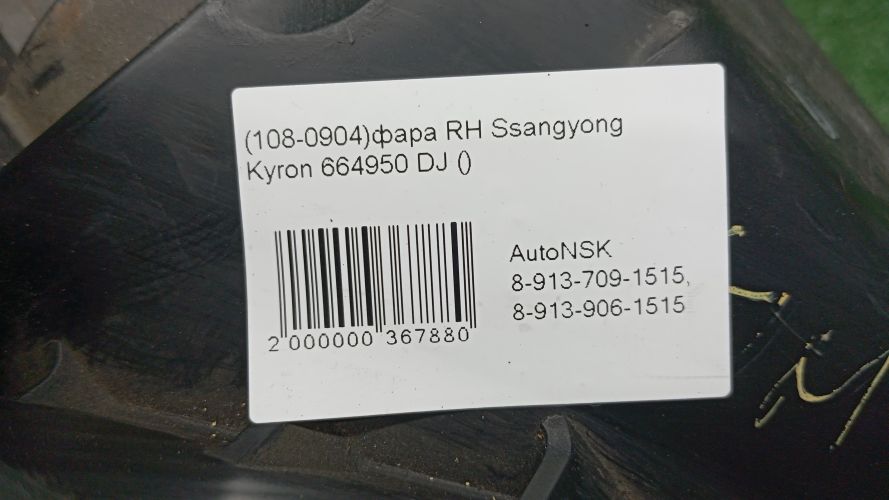 (108-0904)фара RH Ssangyong
Kyron 664950 DJ ()
AutoNSK
8-913-709-1515,
8-913-906-1515
2 000000 367880